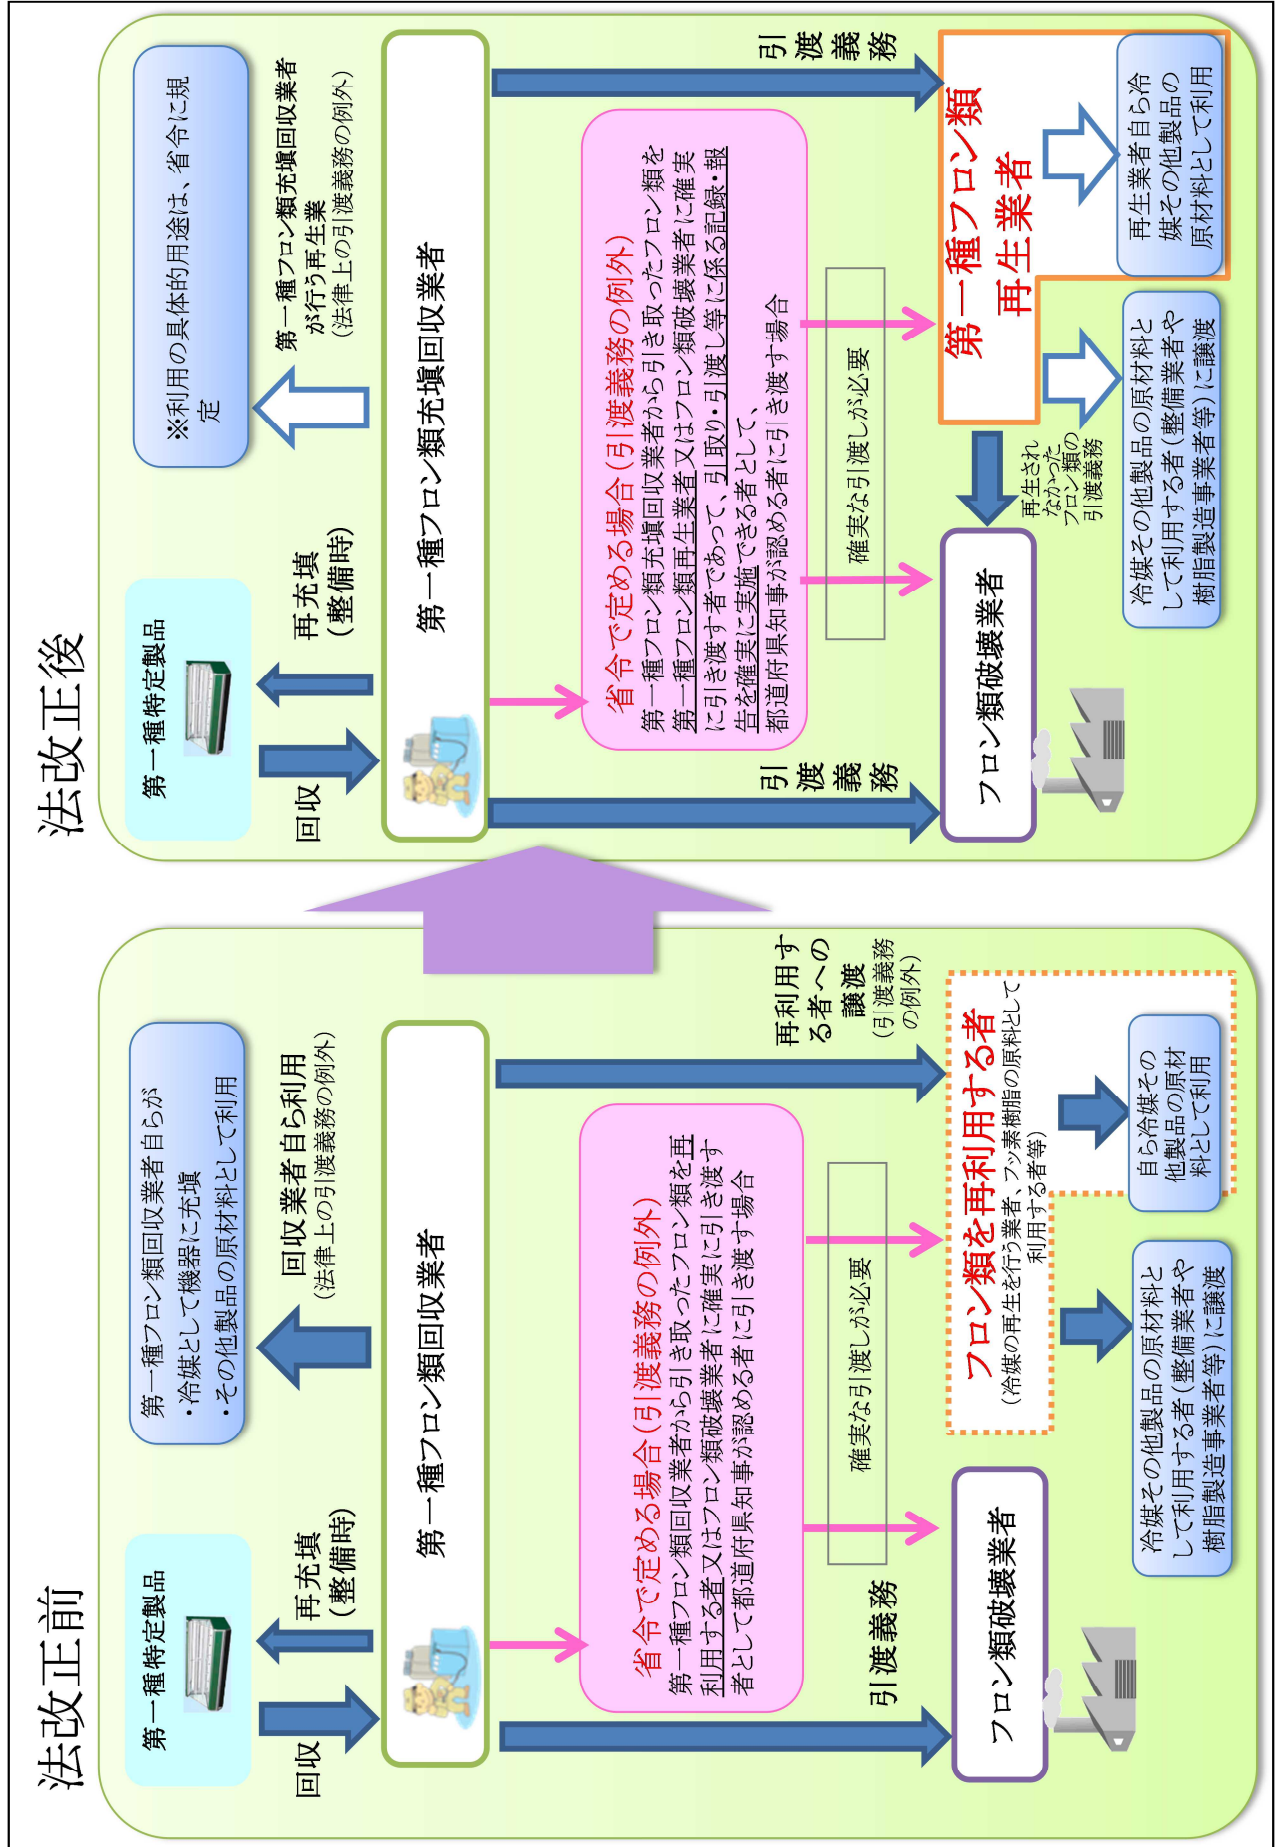 法改正前
第一種特定製品
回収
再充填
(整備時)
第一種フロン類回収業者自らが
・冷媒として機器に充填
・その他製品の原材料として利用
回収業者自ら利用
(法律上の引渡義務の例外)
第一種フロン類回収業者
省令で定める場合(引渡義務の例外)
第一種フロン類回収業者から引き取ったフロン類を再
利用する者又はフロン類破壊業者に確実に引き渡す
者として都道府県知事が認める者に引き渡す場合
引渡義務
確実な引渡しが必要
再利用す
る者への
譲渡
(引渡義務
の例外)
フロン類破壊業者
フロン類を再利用する者
(冷媒の再生を行う業者、フッ素樹脂の原料として
利用する者等)
冷媒その他製品の原材料と
して利用する者(整備業者や
樹脂製造事業者等)に譲渡
自ら冷媒その
他製品の原材
料として利用
法改正後
第一種特定製品
回収
再充填
(整備時)
※利用の具体的用途は、省令に規
定
第一種フロン類充填回収業者
が行う再生業
(法律上の引渡義務の例外)
第一種フロン類充填回収業者
省令で定める場合(引渡義務の例外)
第一種フロン類充填回収業者から引き取ったフロン類を
第一種フロン類再生業者又はフロン類破壊業者に確実
に引き渡す者であって、引取り・引渡し等に係る記録・報
告を確実に実施できる者として、
都道府県知事が認める者に引き渡す場合
引
渡
義
務
確実な引渡しが必要
引
渡
義
務
フロン類破壊業者
再生され
なかった
フロン類の
引渡義務
第一種フロン類
再生業者
冷媒その他製品の原材料と
して利用する者(整備業者や
樹脂製造事業者等)に譲渡
再生業者自ら冷
媒その他製品の
原材料として利用